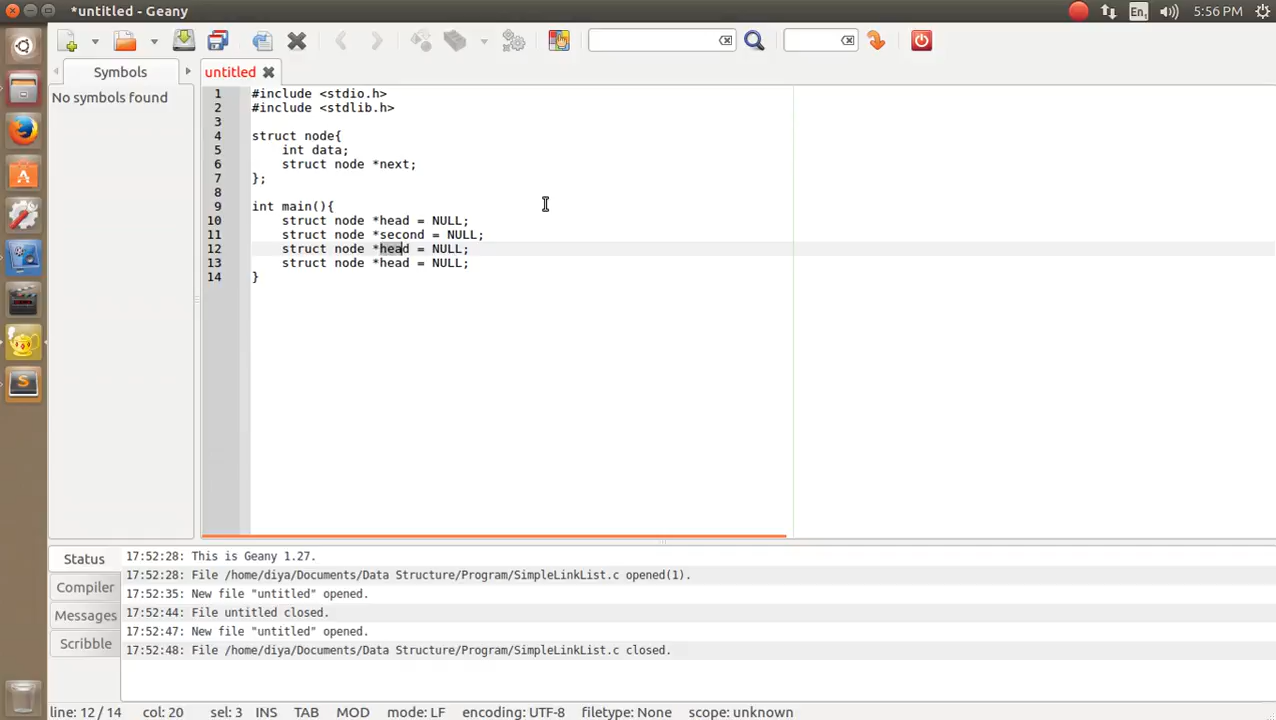 *untitled - Geany
En
5:56 PM
Symbols
untitled
No symbols found
1 #include <stdio.h>
2 #include <stdlib.h>
3
4 struct node{
5 int data;
6 struct node *next;
7 };
8
9 int main(){
10 struct node *head = NULL;
11 struct node *second = NULL;
12 struct node *head = NULL;
13 struct node *head = NULL;
14 }
Status
Compiler
Messages
Scribble
17:52:28: This is Geany 1.27.
17:52:28: File /home/diya/Documents/Data Structure/Program/SimpleLinkList.c opened(1).
17:52:35: New file "untitled" opened.
17:52:44: File untitled closed.
17:52:47: New file "untitled" opened.
17:52:48: File /home/diya/Documents/Data Structure/Program/SimpleLinkList.c closed.
line: 12 / 14 col: 20 sel: 3 INS TAB MOD mode: LF encoding: UTF-8 filetype: None scope: unknown